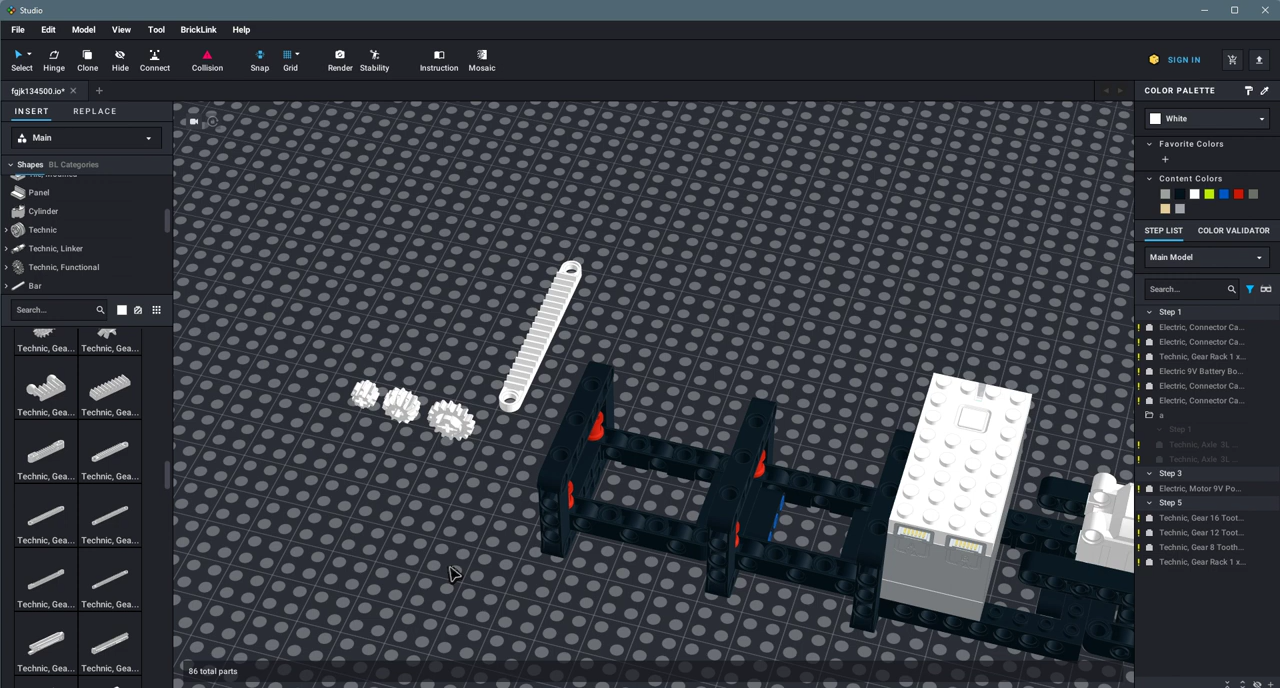 Studio
File Edit Model View Tool BrickLink Help
Select Hinge Clone Hide Connect Collision Snap Grid Render Stability Instruction Mosaic SIGN IN
fgjk134500.io*
INSERT REPLACE
Main
Shapes BL Categories
Panel
Cylinder
Technic
Technic, Linker
Technic, Functional
Bar
Search...
Technic, Gea... Technic, Gea...
Technic, Gea... Technic, Gea...
Technic, Gea... Technic, Gea...
Technic, Gea... Technic, Gea...
Technic, Gea... Technic, Gea...
Technic, Gea... Technic, Gea...
86 total parts
COLOR PALETTE
White
Favorite Colors
Content Colors
STEP LIST COLOR VALIDATOR
Main Model
Search...
Step 1
Electric, Connector Ca...
Electric, Connector Ca...
Technic, Gear Rack 1 x...
Electric 9V Battery Bo...
Electric, Connector Ca...
Electric, Connector Ca...
a
Step 1
Technic, Axle 3L ...
Technic, Axle 3L ...
Step 3
Electric, Motor 9V Po...
Step 5
Technic, Gear 16 Toot...
Technic, Gear 12 Toot...
Technic, Gear 8 Tooth...
Technic, Gear Rack 1 x...